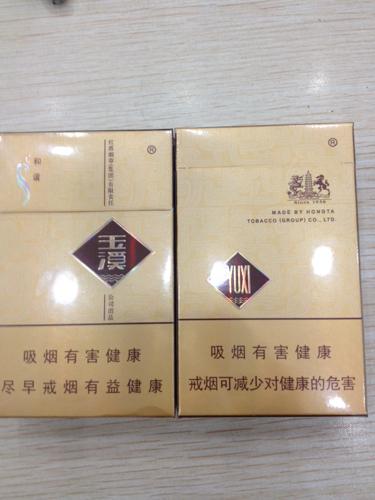 和谐
红塔烟草(集团)有限责任
公司出品
®
玉溪
吸烟有害健康
尽早戒烟有益健康
®
Since 1956
MADE BY HONGTA
TOBACCO (GROUP) CO., LTD.
YUXI
吸烟有害健康
戒烟可减少对健康的危害